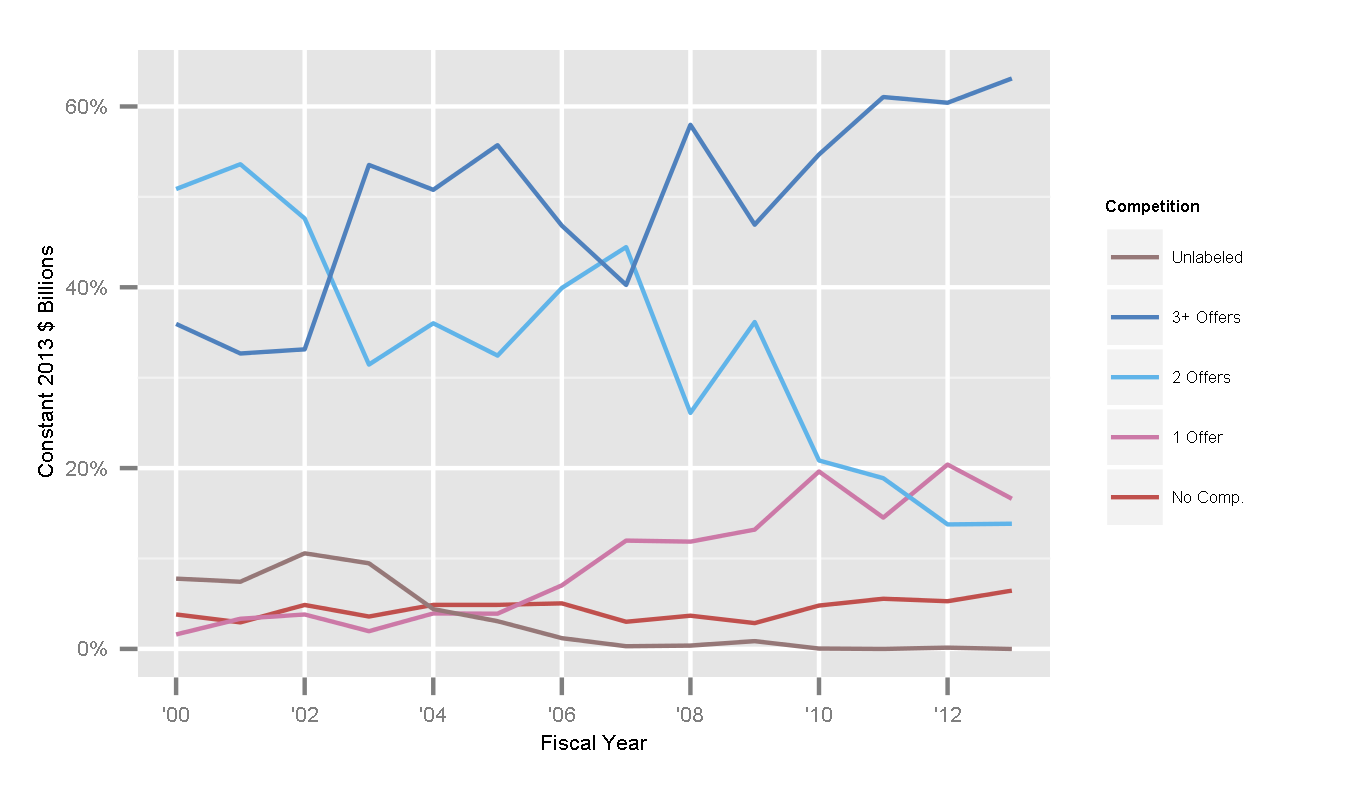 60%
40%
20%
0%
Constant 2013 $ Billions
'00
'02
'04
'06
'08
'10
'12
Fiscal Year
Competition
Unlabeled
3+ Offers
2 Offers
1 Offer
No Comp.